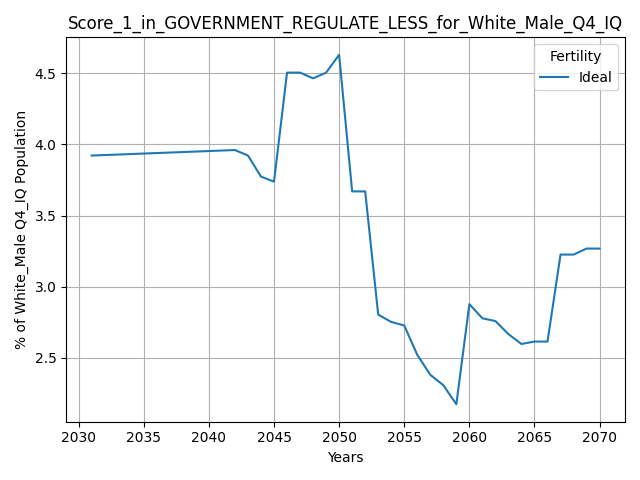 Score_1_in_GOVERNMENT_REGULATE_LESS_for_White_Male_Q4_IQ
Fertility
Ideal
4.5
4.0
3.5
3.0
2.5
% of White_Male Q4_IQ Population
2030 2035 2040 2045 2050 2055 2060 2065 2070
Years